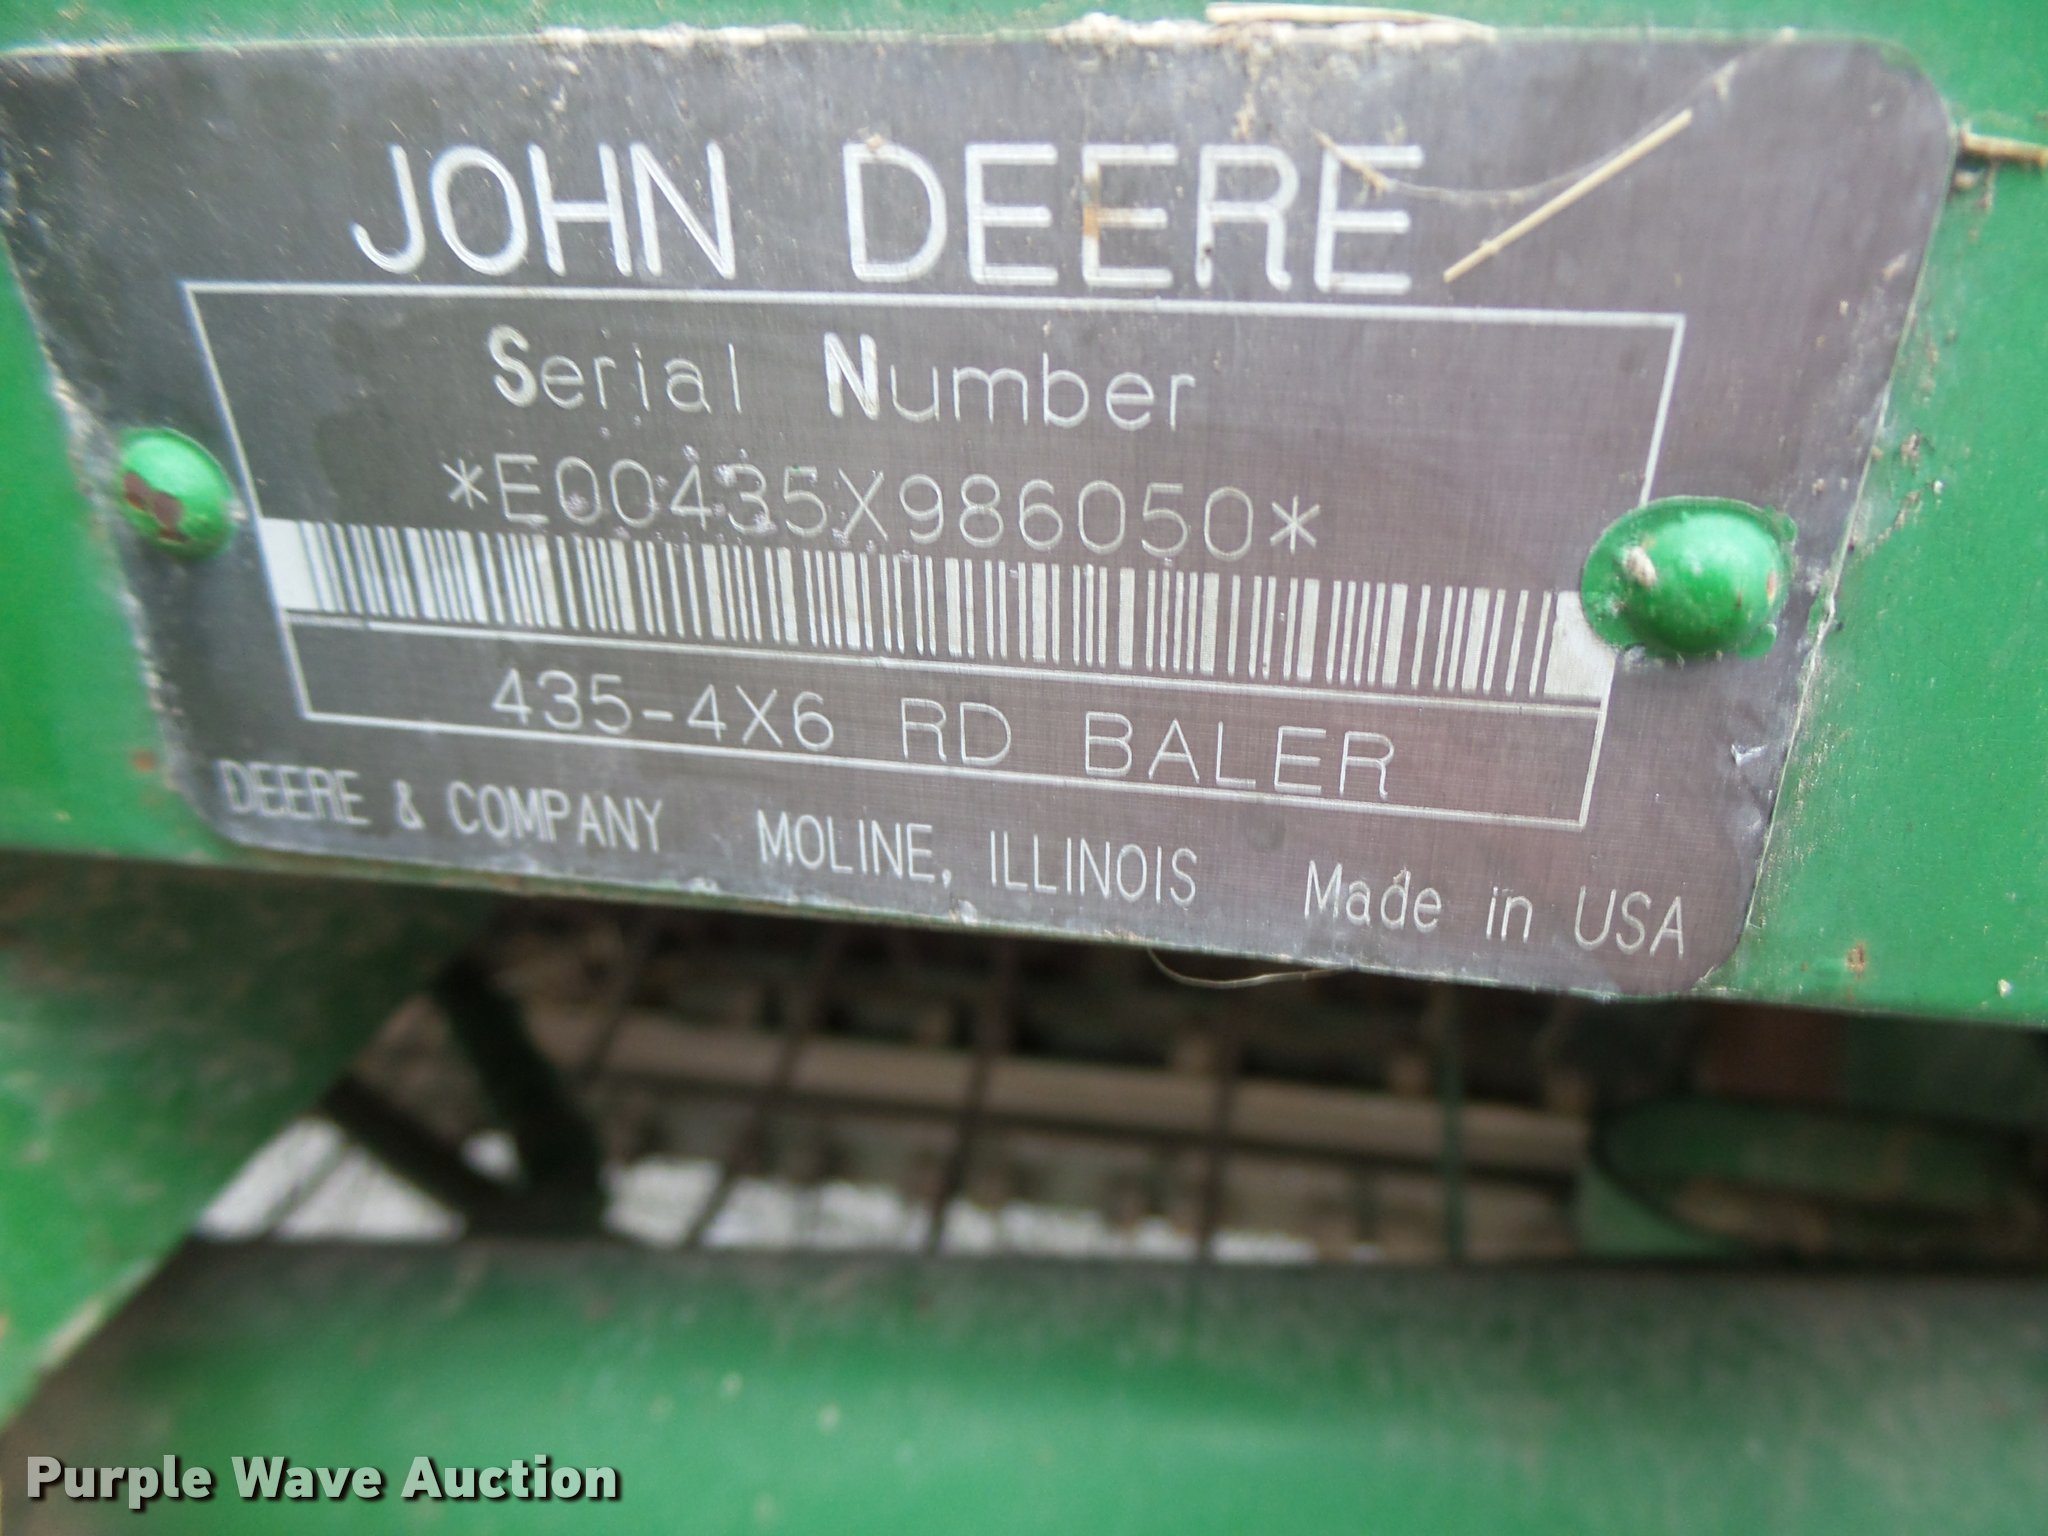 JOHN DEERE
Serial Number
*E00435X986050*
435-4X6 RD BALER
DEERE & COMPANY MOLINE, ILLINOIS Made in USA
Purple Wave Auction